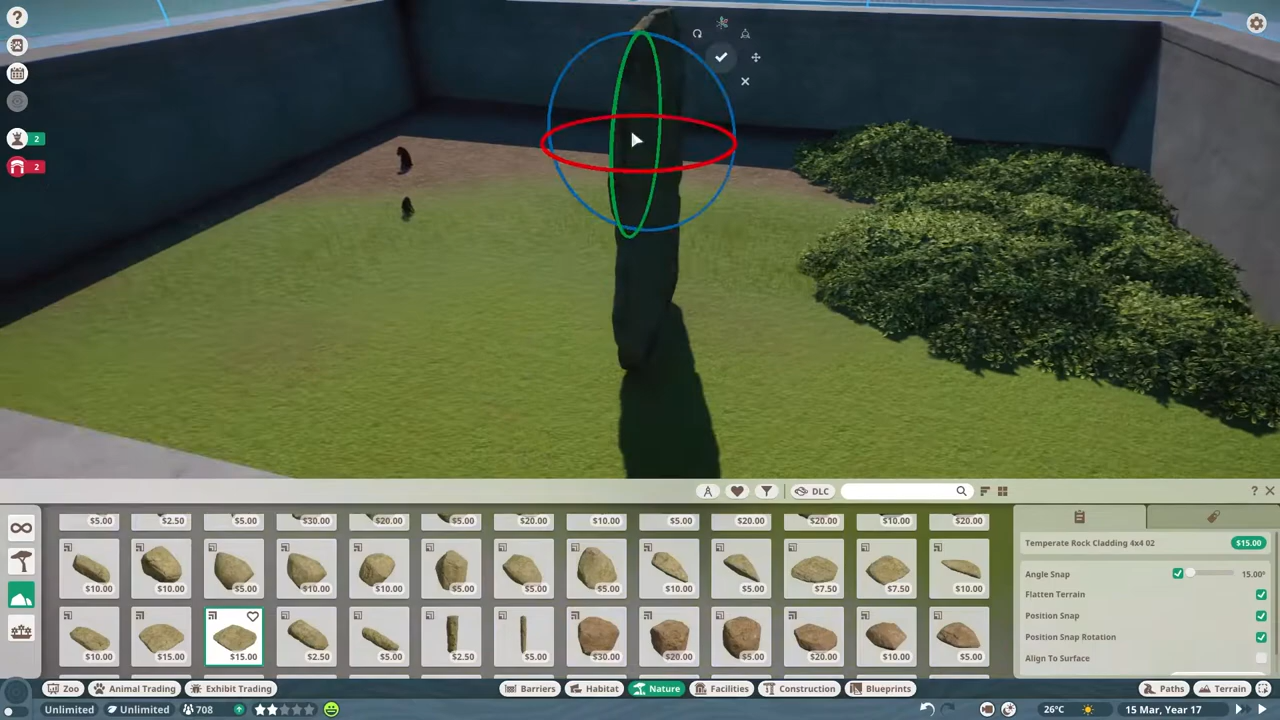 ?
2
2
DLC
? ✕
$5.00 $2.50 $5.00 $30.00 $20.00 $5.00 $5.00 $10.00 $5.00 $20.00 $20.00 $10.00 $20.00
$10.00 $10.00 $5.00 $10.00 $10.00 $5.00 $5.00 $5.00 $10.00 $5.00 $7.50 $7.50 $10.00
$10.00 $15.00 $15.00 $2.50 $5.00 $2.50 $5.00 $30.00 $20.00 $5.00 $20.00 $10.00 $5.00
Temperate Rock Cladding 4x4 02 $15.00
Angle Snap 15.00°
Flatten Terrain
Position Snap
Position Snap Rotation
Align To Surface
Zoo Animal Trading Exhibit Trading Barriers Habitat Nature Facilities Construction Blueprints Paths Terrain
Unlimited Unlimited 708 26°C 15 Mar, Year 17